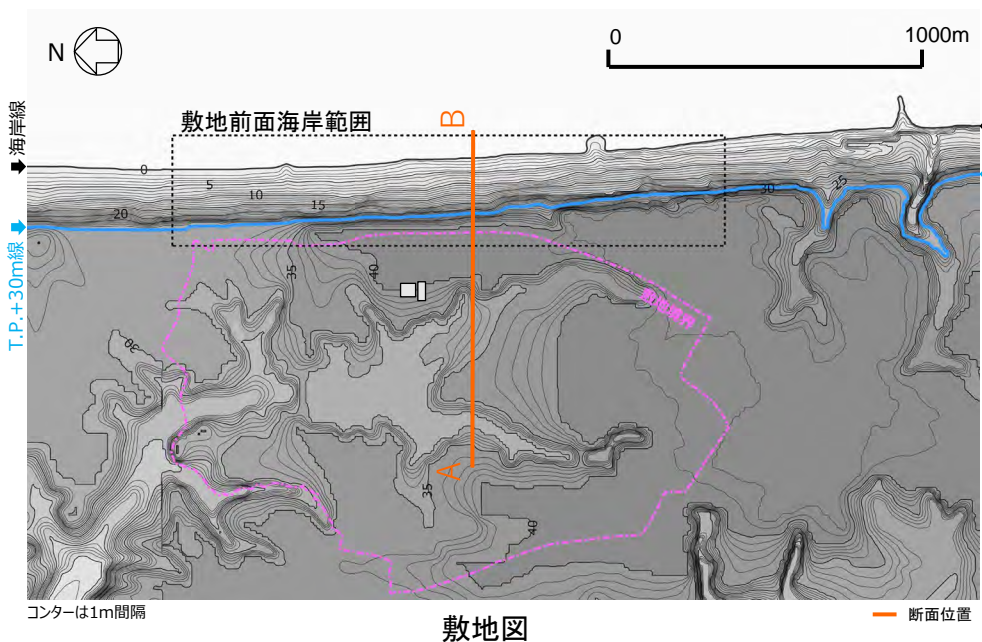 N
0
1000m
海岸線
敷地前面海岸範囲
B
0
5
10
15
20
25
30
T.P.+30m線
35
40
敷地境界
30
A
35
40
コンターは1m間隔
敷地図
断面位置